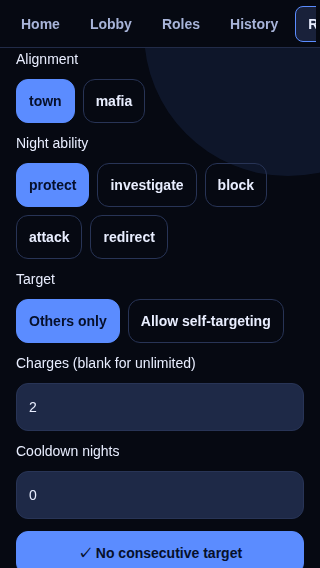 Home Lobby Roles History
Alignment
town mafia
Night ability
protect investigate block
attack redirect
Target
Others only Allow self-targeting
Charges (blank for unlimited)
2
Cooldown nights
0
✓ No consecutive target